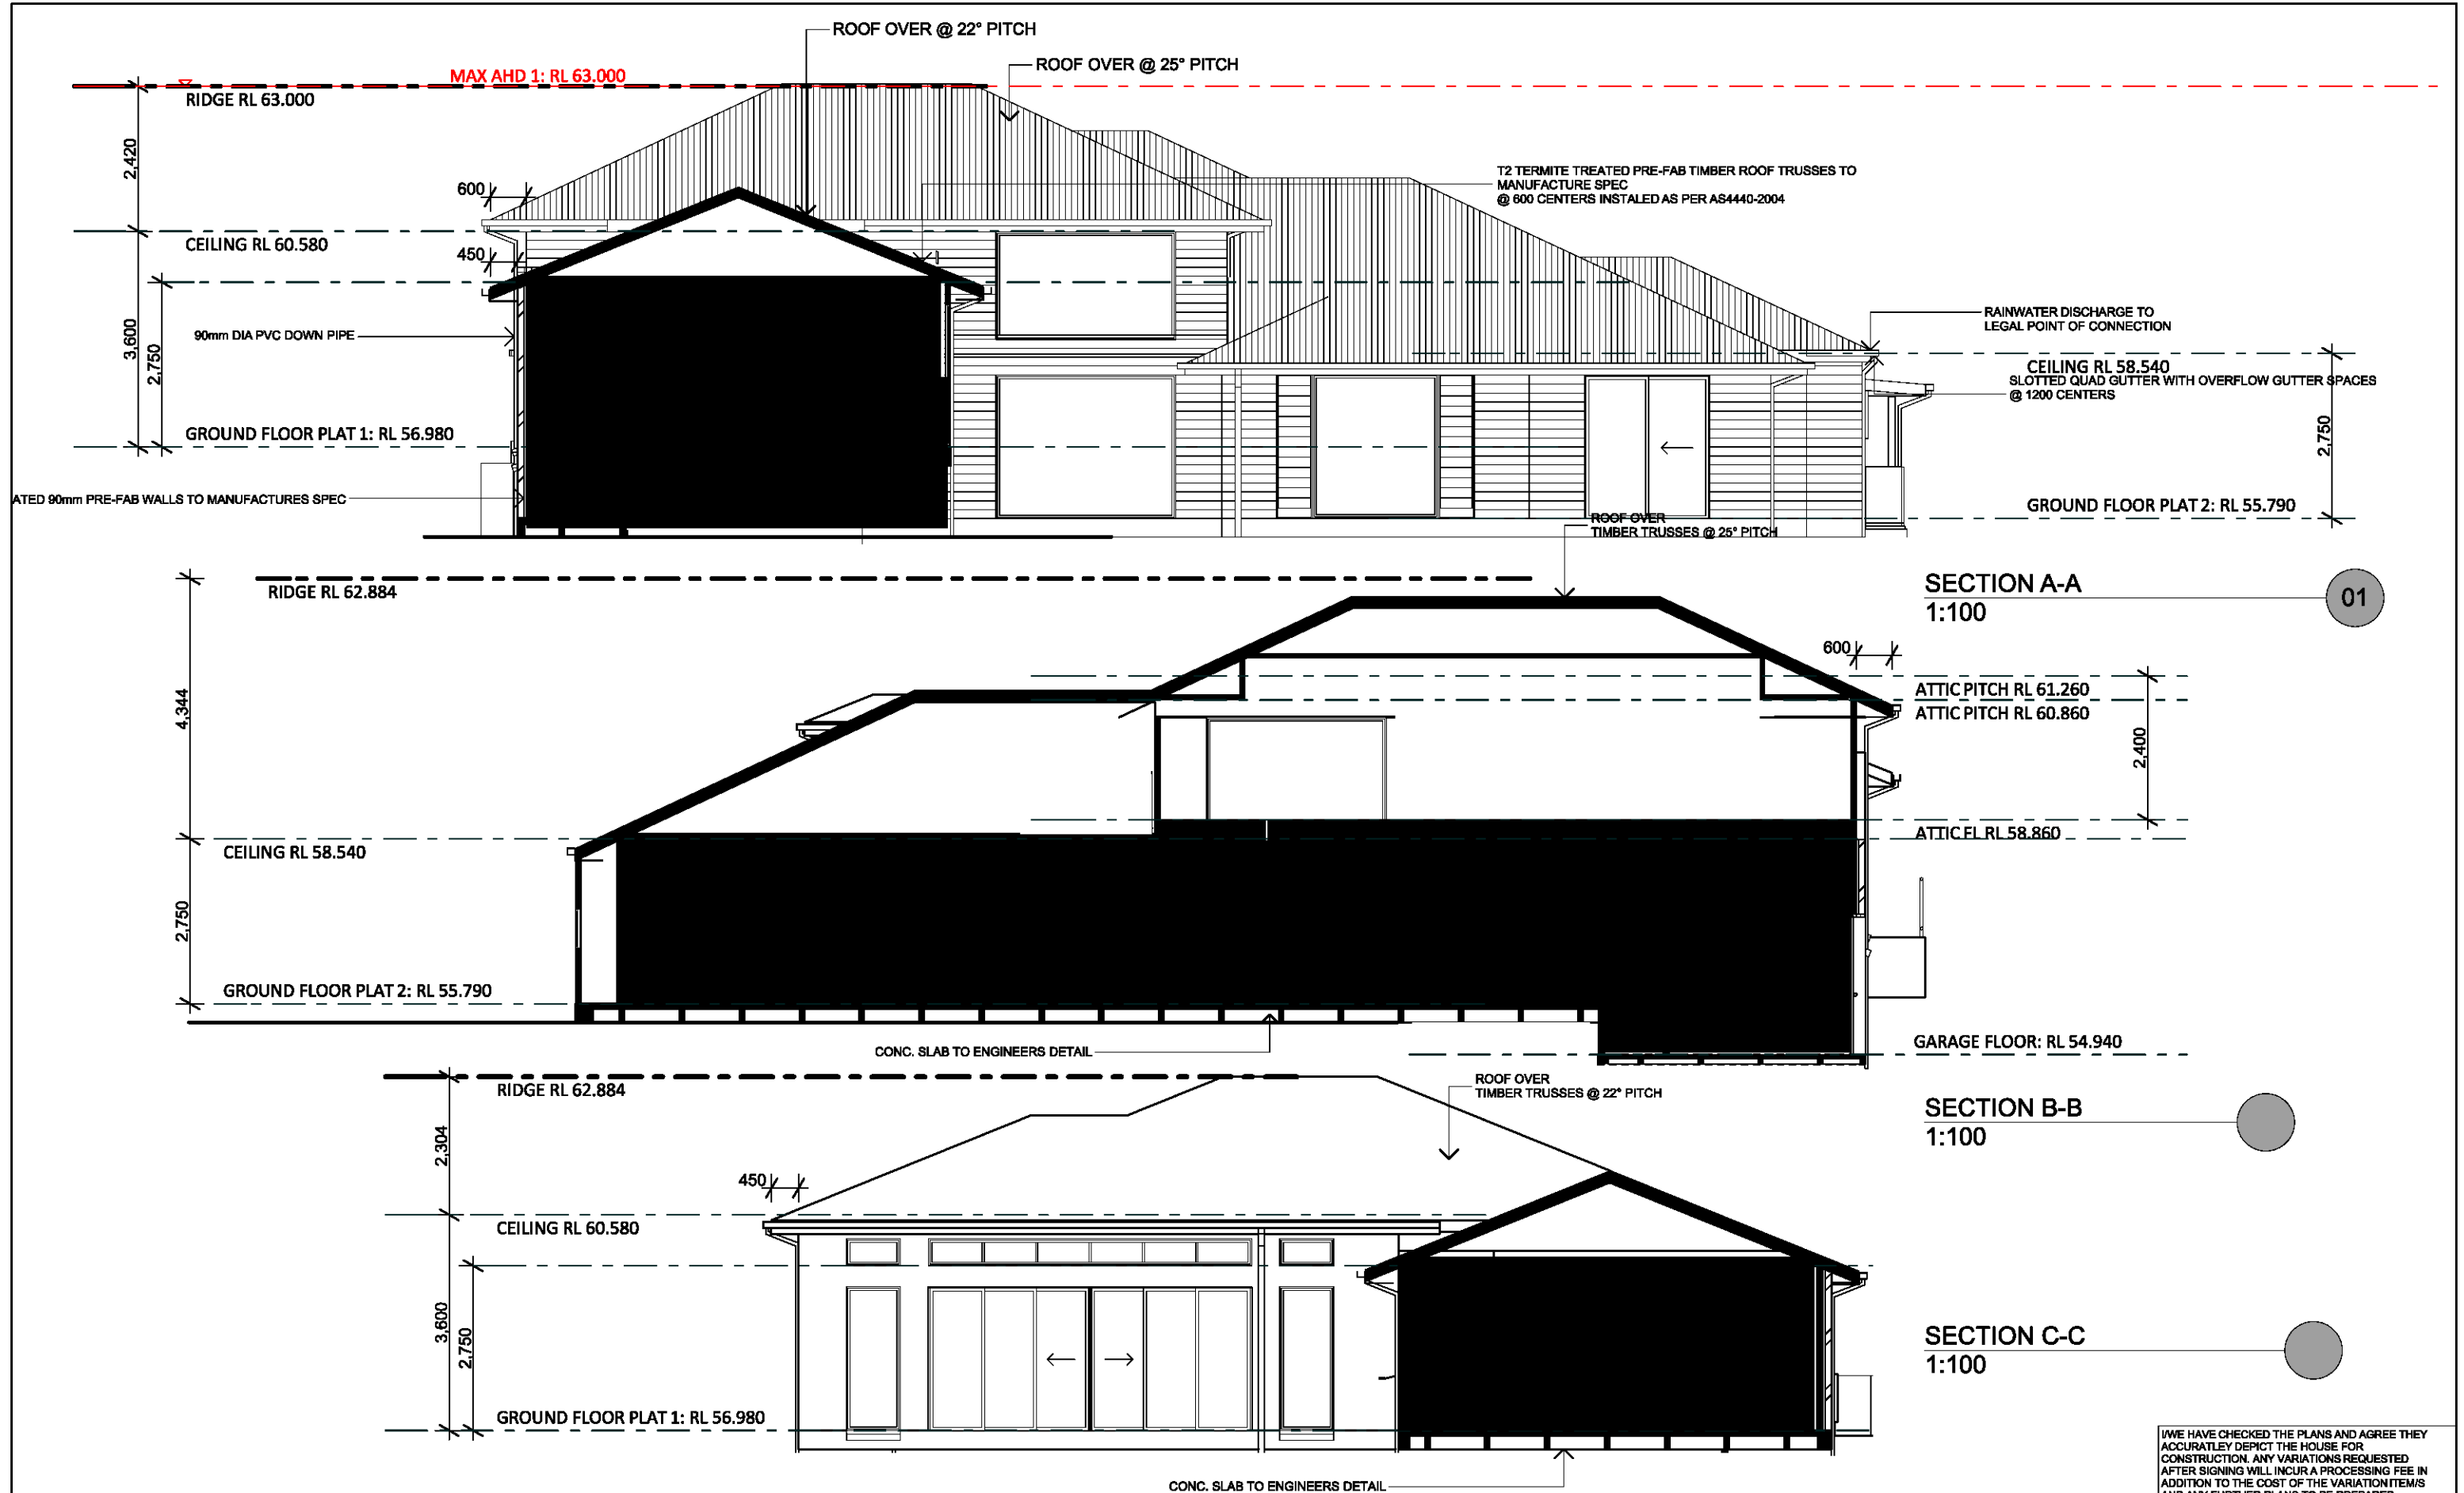 ROOF OVER @ 22° PITCH
ROOF OVER @ 25° PITCH
MAX AHD 1: RL 63.000
RIDGE RL 63.000
2,420
600
T2 TERMITE TREATED PRE-FAB TIMBER ROOF TRUSSES TO
MANUFACTURE SPEC
@ 600 CENTERS INSTALED AS PER AS4440-2004
CEILING RL 60.580
450
3,600
2,750
90mm DIA PVC DOWN PIPE
RAINWATER DISCHARGE TO
LEGAL POINT OF CONNECTION
CEILING RL 58.540
SLOTTED QUAD GUTTER WITH OVERFLOW GUTTER SPACES
@ 1200 CENTERS
2,750
GROUND FLOOR PLAT 1: RL 56.980
ATED 90mm PRE-FAB WALLS TO MANUFACTURES SPEC
GROUND FLOOR PLAT 2: RL 55.790
ROOF OVER
TIMBER TRUSSES @ 25° PITCH
SECTION A-A
1:100
01
RIDGE RL 62.884
600
4,344
ATTIC PITCH RL 61.260
ATTIC PITCH RL 60.860
2,400
ATTIC FL RL 58.860
CEILING RL 58.540
2,750
GROUND FLOOR PLAT 2: RL 55.790
CONC. SLAB TO ENGINEERS DETAIL
GARAGE FLOOR: RL 54.940
SECTION B-B
1:100
RIDGE RL 62.884
ROOF OVER
TIMBER TRUSSES @ 22° PITCH
2,304
450
CEILING RL 60.580
3,600
2,750
GROUND FLOOR PLAT 1: RL 56.980
CONC. SLAB TO ENGINEERS DETAIL
SECTION C-C
1:100
I/WE HAVE CHECKED THE PLANS AND AGREE THEY
ACCURATLEY DEPICT THE HOUSE FOR
CONSTRUCTION. ANY VARIATIONS REQUESTED
AFTER SIGNING WILL INCUR A PROCESSING FEE IN
ADDITION TO THE COST OF THE VARIATION ITEM/S